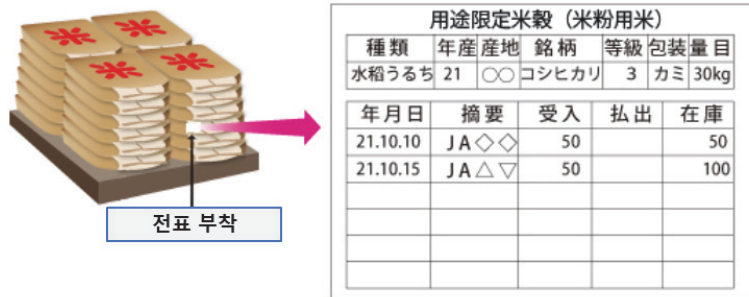 米 米
米 米
전표 부착
用途限定米穀（米粉用米）
種類 年産 産地 銘柄 等級 包装 量目
水稲うるち 21 ○○ コシヒカリ 3 カミ 30kg
年月日 摘要 受入 払出 在庫
21.10.10 JA◇◇ 50 50
21.10.15 JA△▽ 50 100